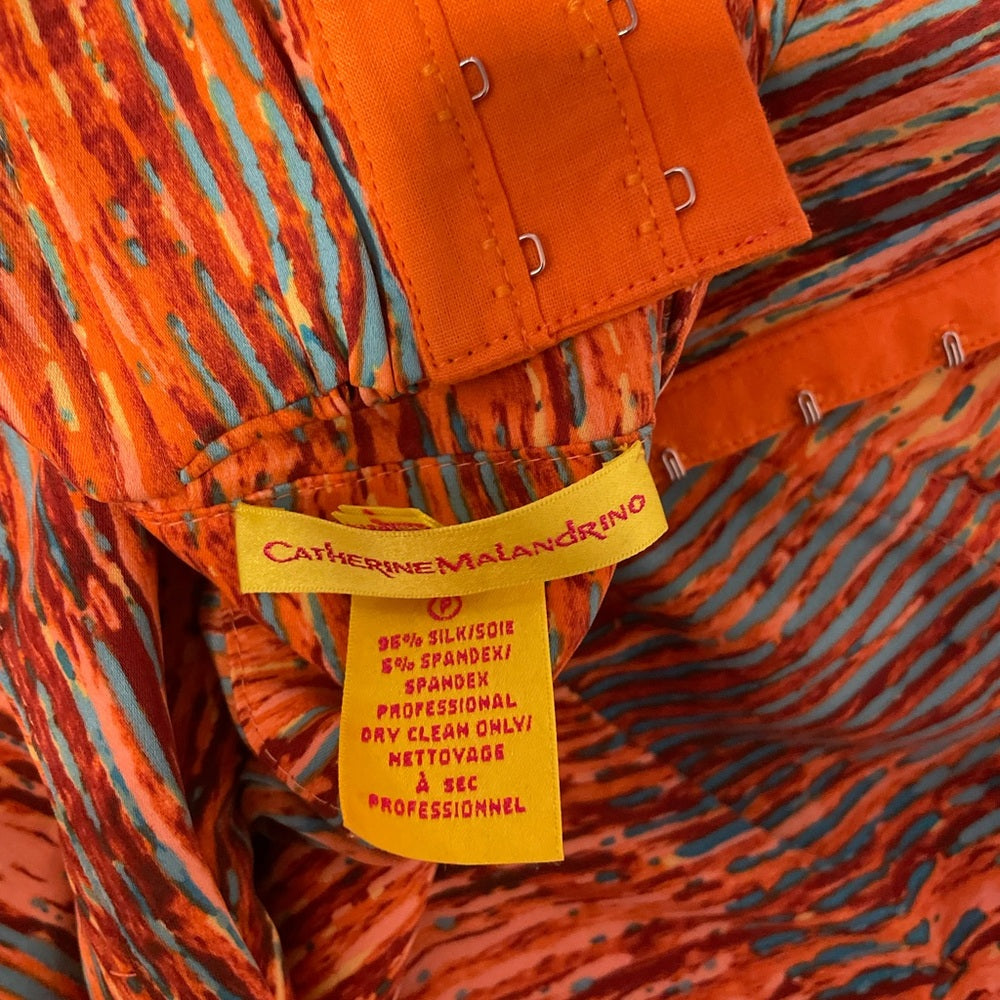 CATHERINE MALANDRINO
P
95% SILK/SOIE
5% SPANDEX/
SPANDEX
PROFESSIONAL
DRY CLEAN ONLY/
NETTOYAGE
À SEC
PROFESSIONNEL